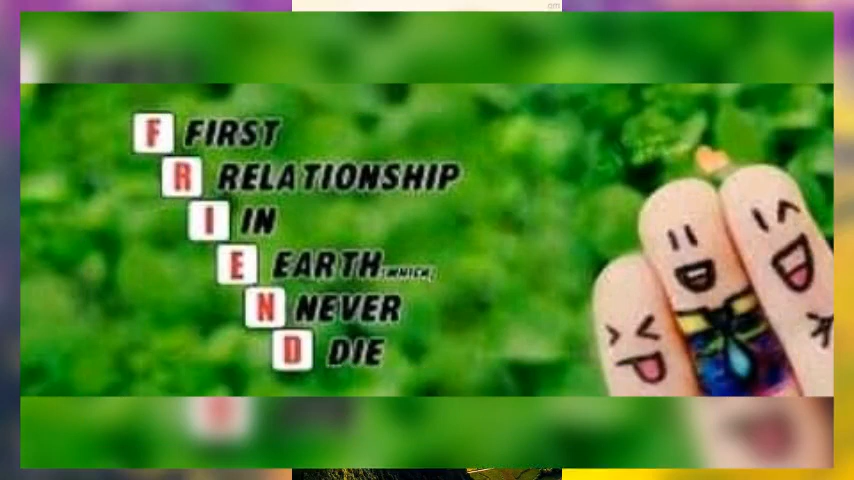 F FIRST
R RELATIONSHIP
I IN
E EARTH (WHICH)
N NEVER
D DIE